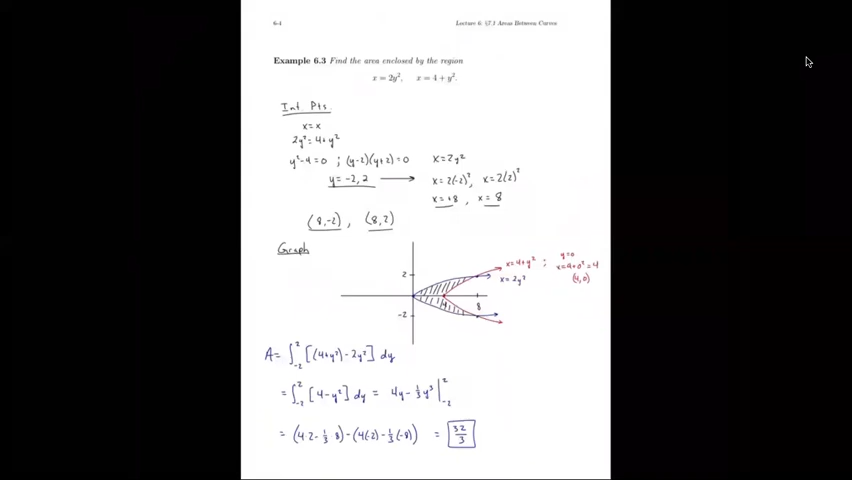 6-4 Lecture 6. §7.1 Areas Between Curves
Example 6.3 Find the area enclosed by the region
x = 2y², x = 4 + y².
Int. Pts.
x=x
2y²=4+y²
y²-4=0 ; (y-2)(y+2)=0 x=2y²
y=-2,2 → x=2(-2)², x=2(2)²
x=+8 , x=8
(8,-2) , (8,2)
Graph
x=4+y² ; y=0
x=4+0²=4
(4,0)
x=2y²
2
4 8
-2
A= ∫₋₂² [(4+y²)-2y²] dy
= ∫₋₂² [4-y²] dy = 4y-⅓y³ |₋₂²
= (4·2-⅓·8)-(4(-2)-⅓(-8)) = 32/3